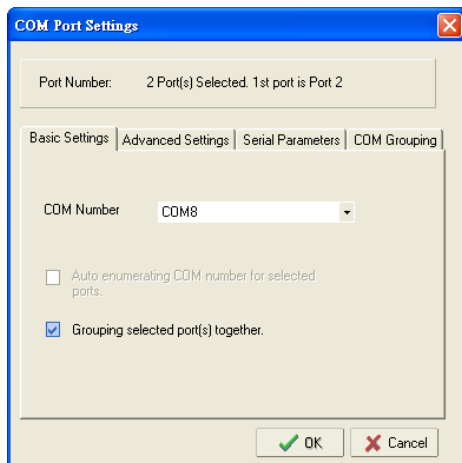 COM Port Settings
Port Number: 2 Port(s) Selected. 1st port is Port 2
Basic Settings Advanced Settings Serial Parameters COM Grouping
COM Number COM8
Auto enumerating COM number for selected
ports.
Grouping selected port(s) together.
OK Cancel